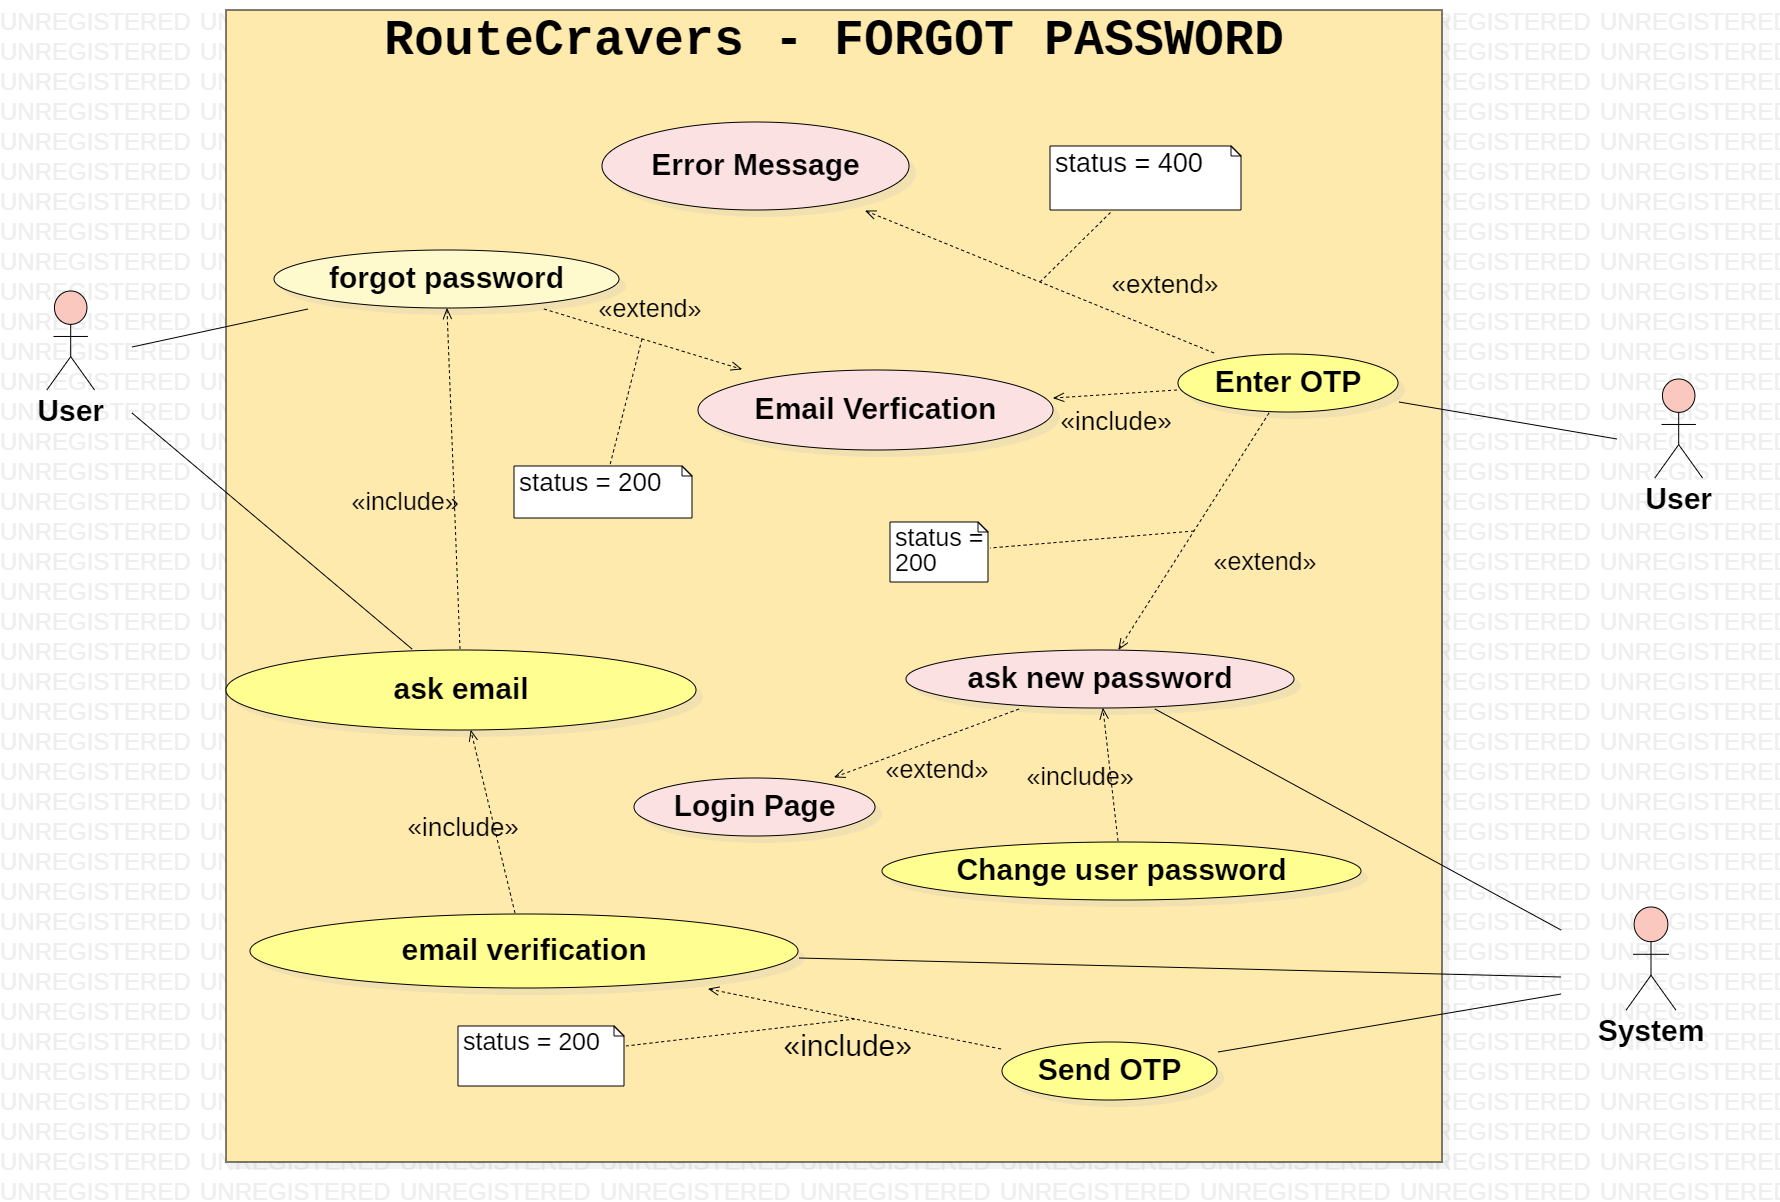 RouteCravers - FORGOT PASSWORD
Error Message
status = 400
forgot password
«extend»
«extend»
User
Email Verfication
Enter OTP
«include»
status = 200
«include»
User
status =
200
«extend»
ask email
ask new password
«extend»
«include»
Login Page
«include»
Change user password
email verification
System
status = 200
«include»
Send OTP
UNREGISTERED